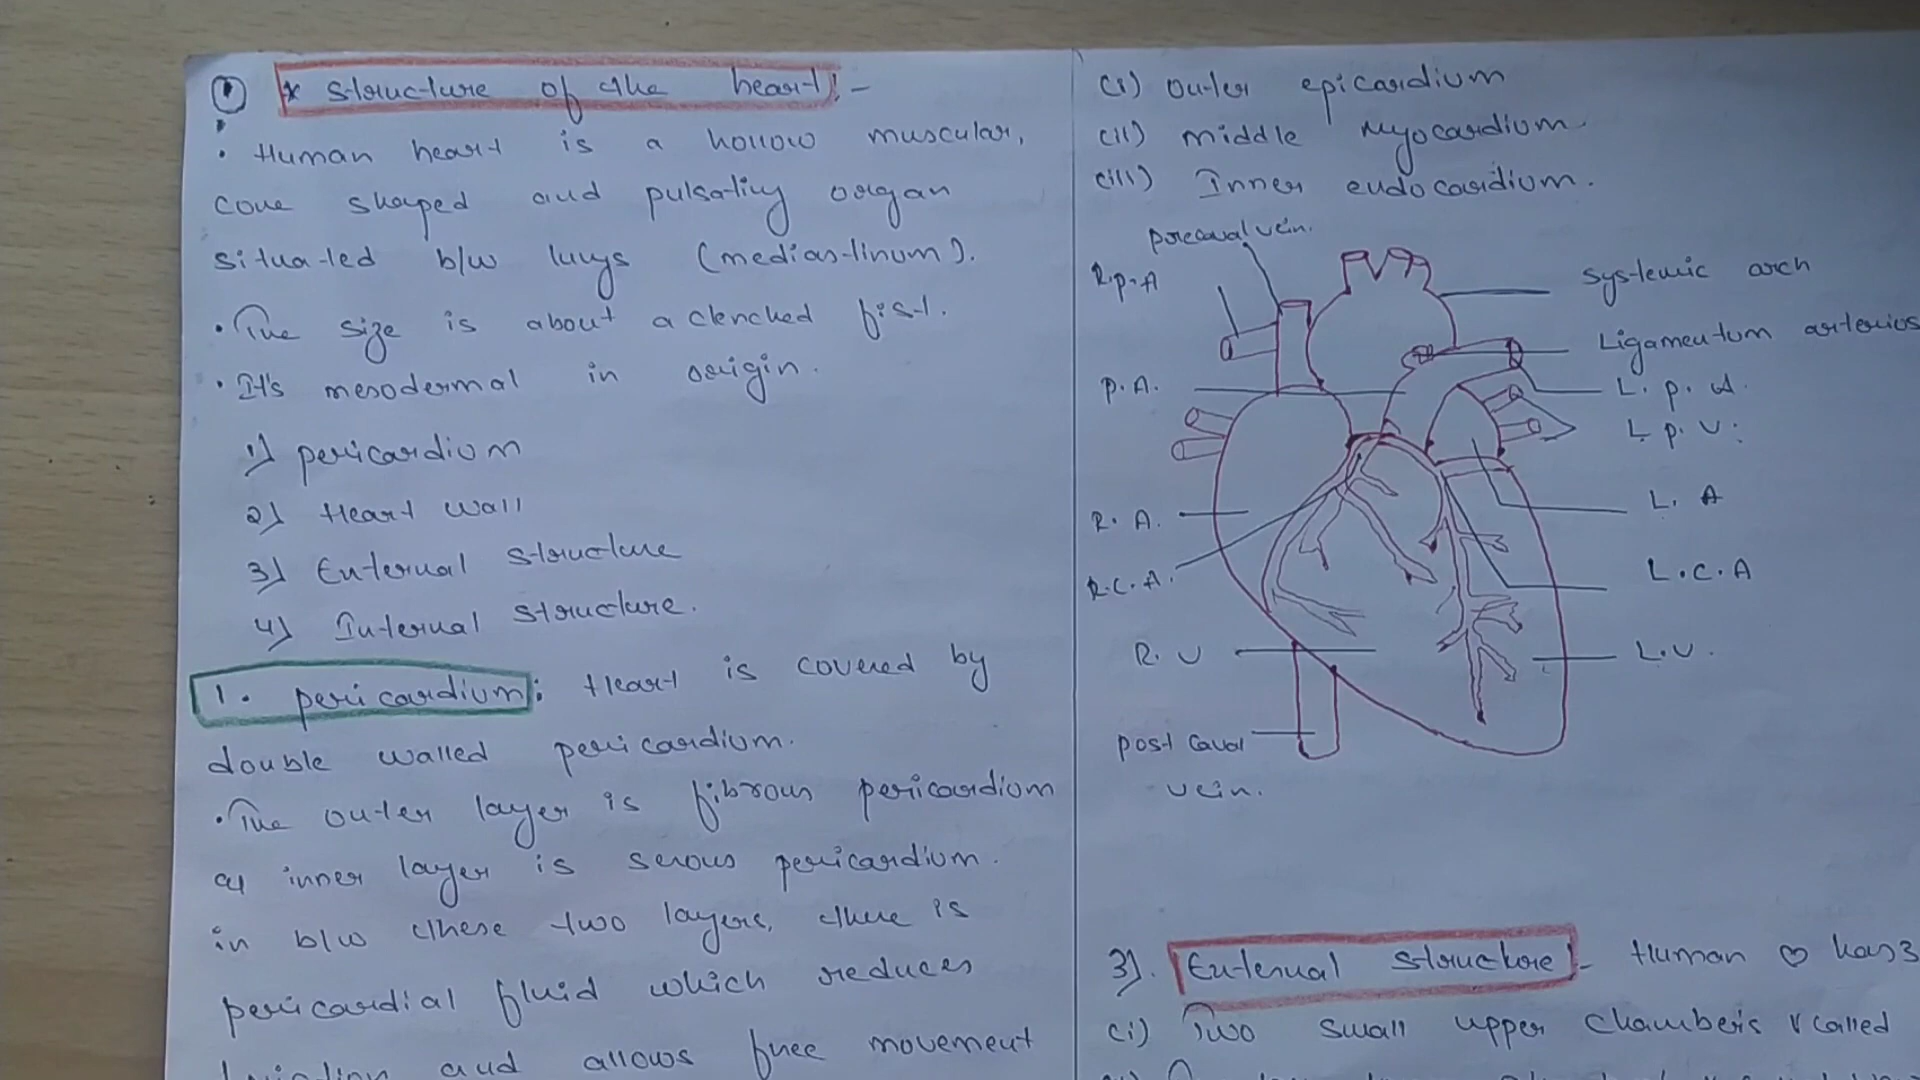 1
* Structure of the heart :-
• Human heart is a hollow muscular,
cone shaped and pulsating organ
situated b/w lungs (mediastinum).
• The size is about a clenched fist.
• It's mesodermal in origin.
1) pericardium
2) Heart wall
3) External structure
4) Internal structure.
1. pericardium: Heart is covered by
double walled pericardium.
• The outer layer is fibrous pericardium
& inner layer is serous pericardium.
in b/w these two layers, there is
pericardial fluid which reduces
and allows free movement
(i) Outer epicardium
(ii) middle myocardium.
(iii) Inner endocardium.
precaval vein.
R.p.A
systemic arch
Ligamentum arterios
P.A.
L.p.A.
L.p.V.
R.A.
L.A
R.C.A.
L.C.A
R.V
L.V.
post caval
vein.
3). External structure - Human ♡ has 3
(i) Two small upper chambers called